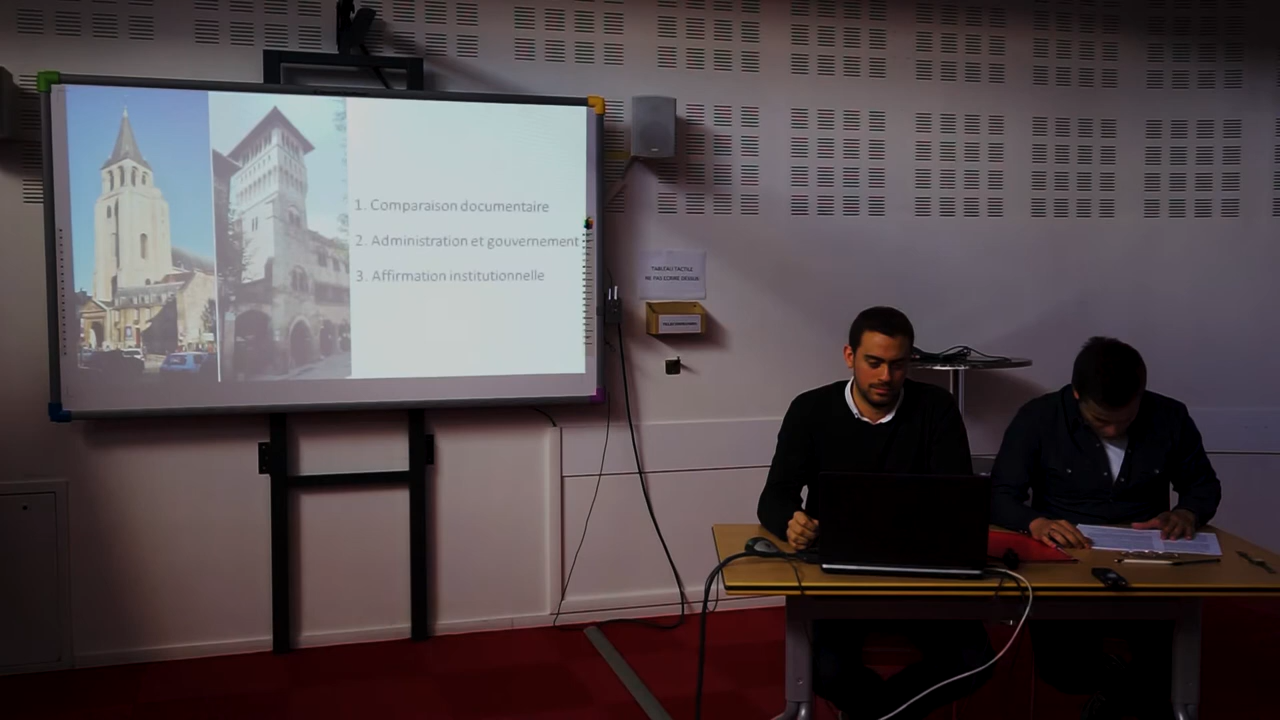 1. Comparaison documentaire
2. Administration et gouvernement
3. Affirmation institutionnelle
TABLEAU TACTILE
NE PAS ECRIRE DESSUS